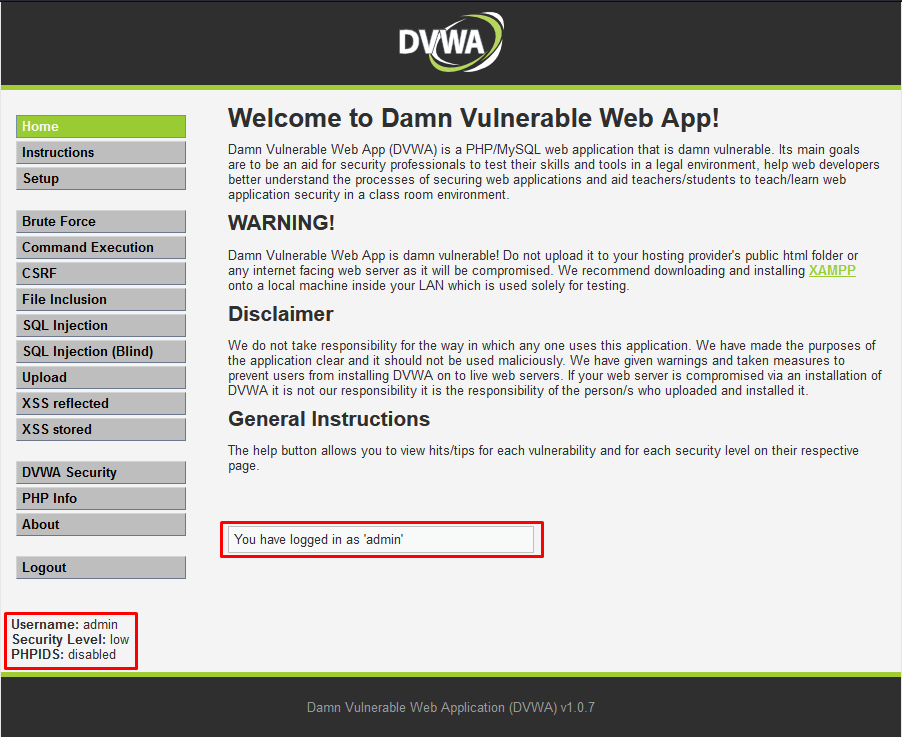 DVWA
Home
Instructions
Setup
Brute Force
Command Execution
CSRF
File Inclusion
SQL Injection
SQL Injection (Blind)
Upload
XSS reflected
XSS stored
DVWA Security
PHP Info
About
Logout
Username: admin
Security Level: low
PHPIDS: disabled
Welcome to Damn Vulnerable Web App!
Damn Vulnerable Web App (DVWA) is a PHP/MySQL web application that is damn vulnerable. Its main goals
are to be an aid for security professionals to test their skills and tools in a legal environment, help web developers
better understand the processes of securing web applications and aid teachers/students to teach/learn web
application security in a class room environment.
WARNING!
Damn Vulnerable Web App is damn vulnerable! Do not upload it to your hosting provider's public html folder or
any internet facing web server as it will be compromised. We recommend downloading and installing XAMPP
onto a local machine inside your LAN which is used solely for testing.
Disclaimer
We do not take responsibility for the way in which any one uses this application. We have made the purposes of
the application clear and it should not be used maliciously. We have given warnings and taken measures to
prevent users from installing DVWA on to live web servers. If your web server is compromised via an installation of
DVWA it is not our responsibility it is the responsibility of the person/s who uploaded and installed it.
General Instructions
The help button allows you to view hits/tips for each vulnerability and for each security level on their respective
page.
You have logged in as 'admin'
Damn Vulnerable Web Application (DVWA) v1.0.7